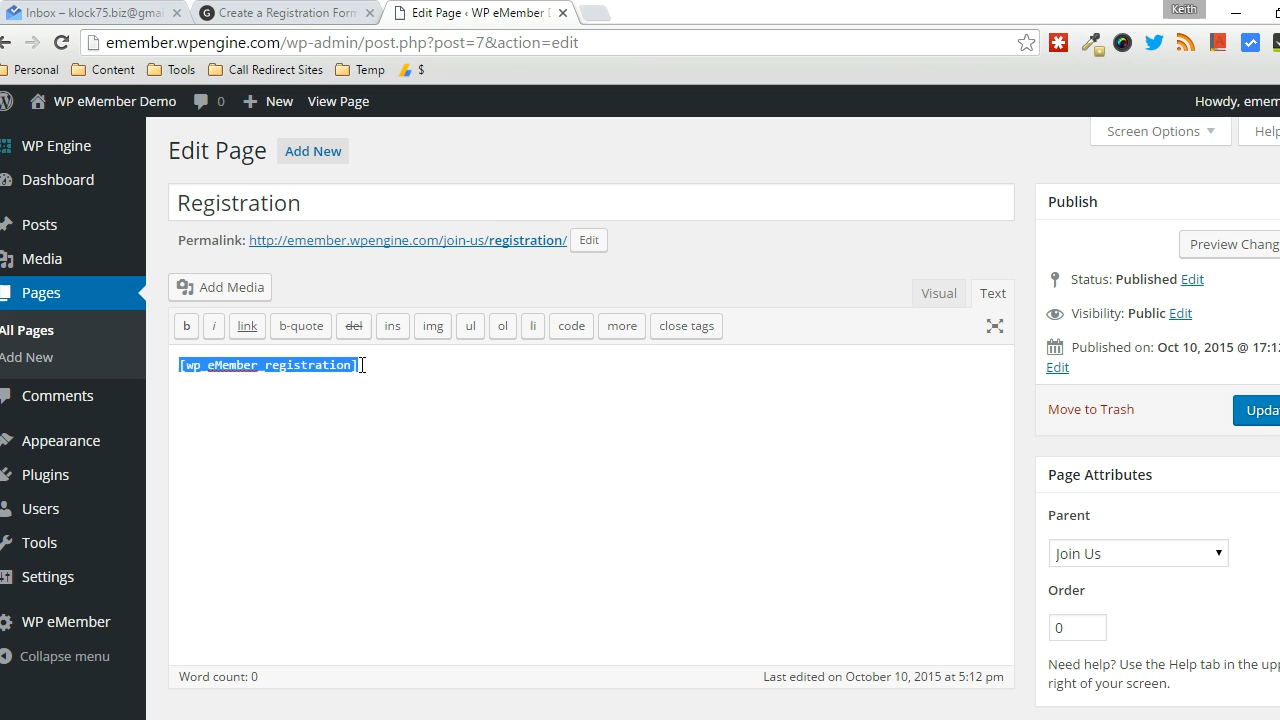 Inbox – klock75.biz@gmai
Create a Registration Form
Edit Page ‹ WP eMember D
Keith
emember.wpengine.com/wp-admin/post.php?post=7&action=edit
Personal Content Tools Call Redirect Sites Temp $
WP eMember Demo 0 New View Page Howdy, emem
Screen Options Help
WP Engine
Dashboard
Posts
Media
Pages
All Pages
Add New
Comments
Appearance
Plugins
Users
Tools
Settings
WP eMember
Collapse menu
Edit Page Add New
Registration
Permalink: http://emember.wpengine.com/join-us/registration/ Edit
Add Media
Visual Text
b i link b-quote del ins img ul ol li code more close tags
[wp_eMember_registration]
Word count: 0 Last edited on October 10, 2015 at 5:12 pm
Publish
Preview Chang
Status: Published Edit
Visibility: Public Edit
Published on: Oct 10, 2015 @ 17:12
Edit
Move to Trash Updat
Page Attributes
Parent
Join Us
Order
0
Need help? Use the Help tab in the upp
right of your screen.